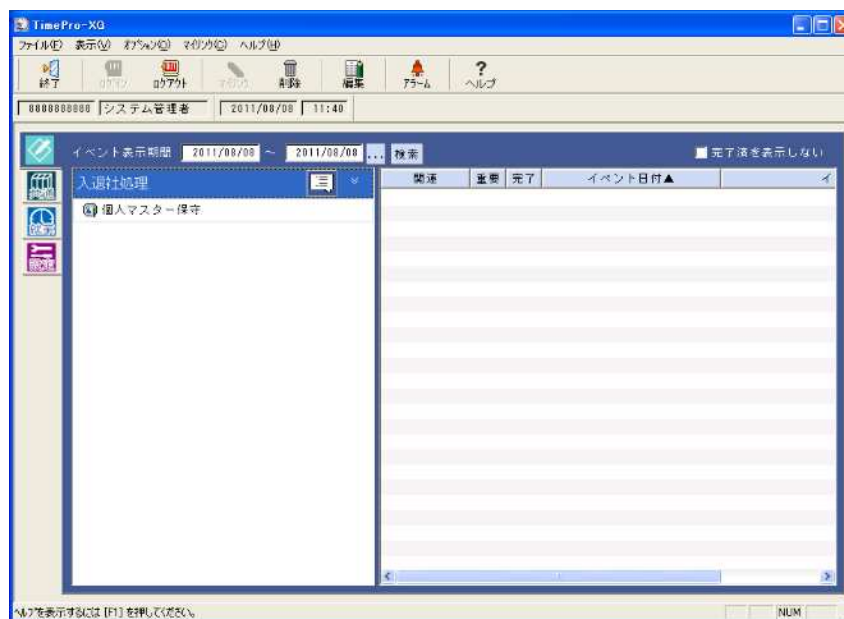 TimePro-XG
ファイル(F) 表示(V) オプション(O) マイリンク(C) ヘルプ(H)
終了 ログイン ログアウト マイリンク 削除 編集 アラーム ヘルプ
8888888888 システム管理者 2011/08/08 11:40
イベント表示期間 2011/08/08 ～ 2011/08/08 ... 検索 完了済を表示しない
入退社処理 関連 重要 完了 イベント日付▲ イ
個人マスター保守
ヘルプを表示するには [F1] を押してください。 NUM